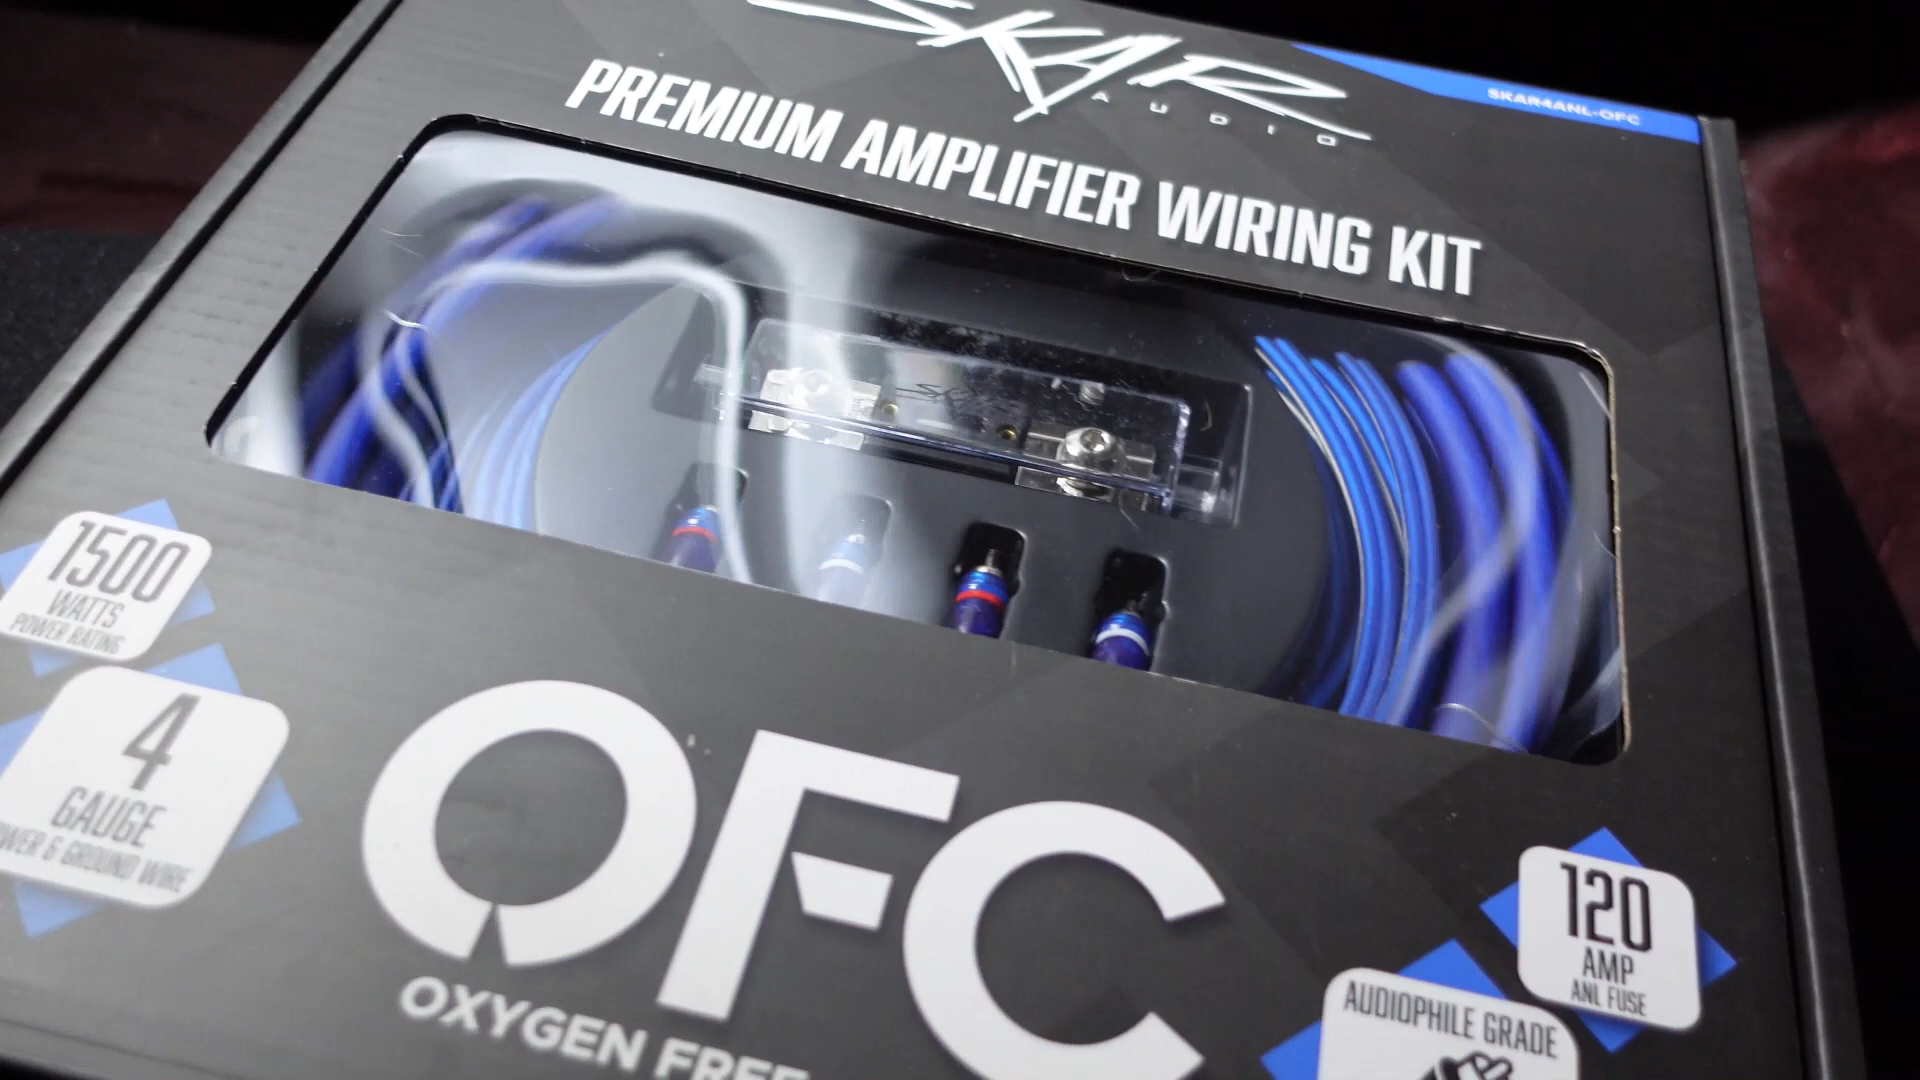 SKAR
AUDIO
SKAR4ANL-OFC
PREMIUM AMPLIFIER WIRING KIT
SKAR
1500
WATTS
POWER RATING
4
GAUGE
& GROUND WIRE
OFC
OXYGEN FREE
120
AMP
ANL FUSE
AUDIOPHILE GRADE